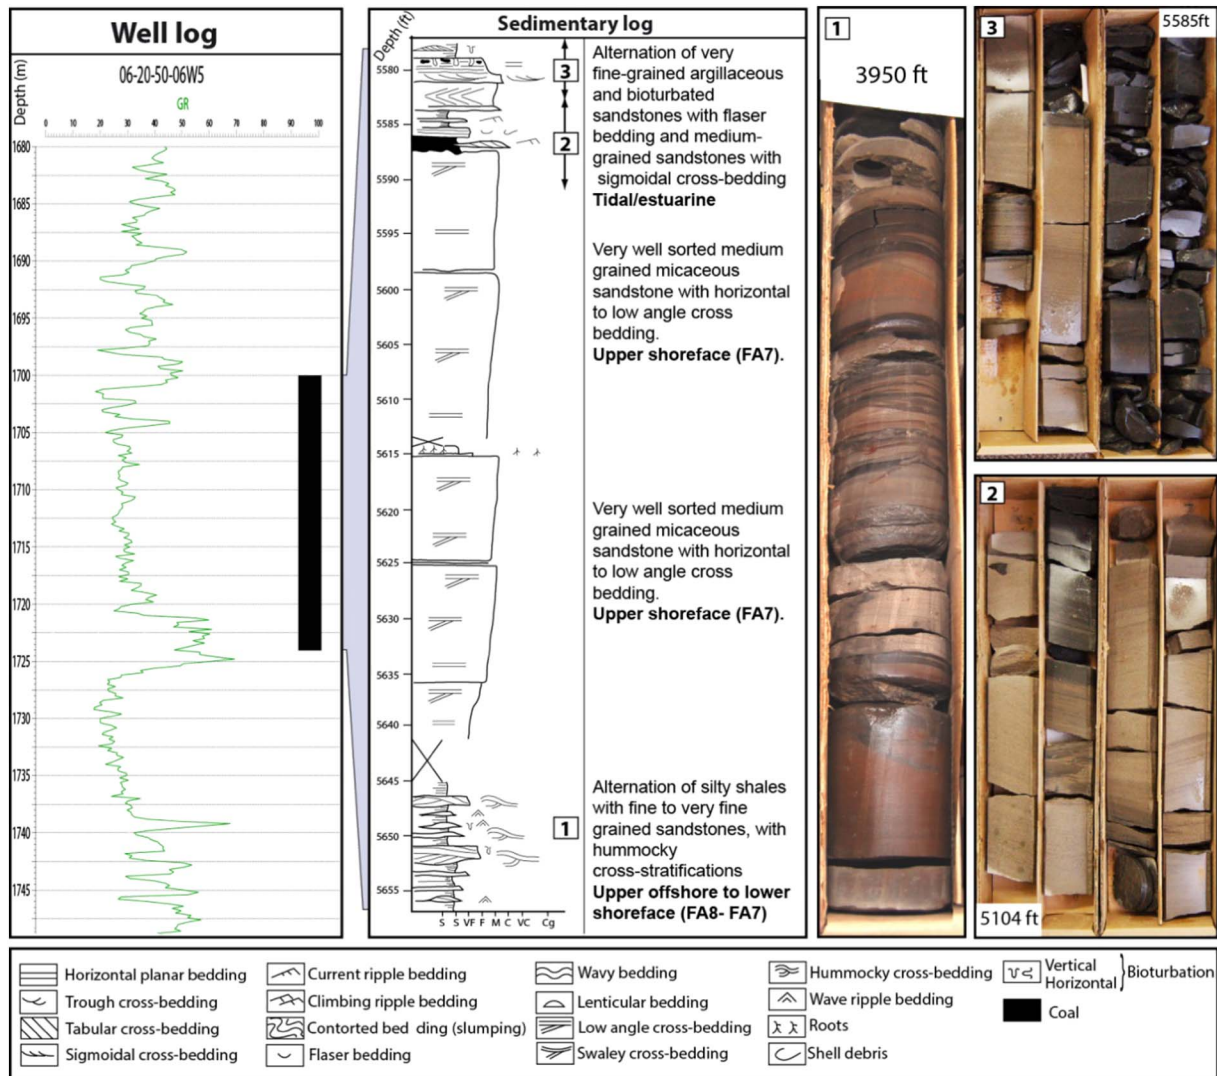 Well log
06-20-50-06W5
Depth (m)
GR
0 10 20 30 40 50 60 70 80 90 100
1680
1685
1690
1695
1700
1705
1710
1715
1720
1725
1730
1735
1740
1745
Sedimentary log
Depth (ft)
5580
5585
5590
5595
5600
5605
5610
5615
5620
5625
5630
5635
5640
5645
5650
5655
S S VF F M C VC Cg
3
2
1
Alternation of very
fine-grained argillaceous
and bioturbated
sandstones with flaser
bedding and medium-
grained sandstones with
sigmoidal cross-bedding
Tidal/estuarine
Very well sorted medium
grained micaceous
sandstone with horizontal
to low angle cross
bedding.
Upper shoreface (FA7).
Very well sorted medium
grained micaceous
sandstone with horizontal
to low angle cross
bedding.
Upper shoreface (FA7).
Alternation of silty shales
with fine to very fine
grained sandstones, with
hummocky
cross-stratifications
Upper offshore to lower
shoreface (FA8- FA7)
1
3950 ft
3
5585ft
2
5104 ft
Horizontal planar bedding
Trough cross-bedding
Tabular cross-bedding
Sigmoidal cross-bedding
Current ripple bedding
Climbing ripple bedding
Contorted bed ding (slumping)
Flaser bedding
Wavy bedding
Lenticular bedding
Low angle cross-bedding
Swaley cross-bedding
Hummocky cross-bedding
Wave ripple bedding
Roots
Shell debris
Vertical
Horizontal
Bioturbation
Coal